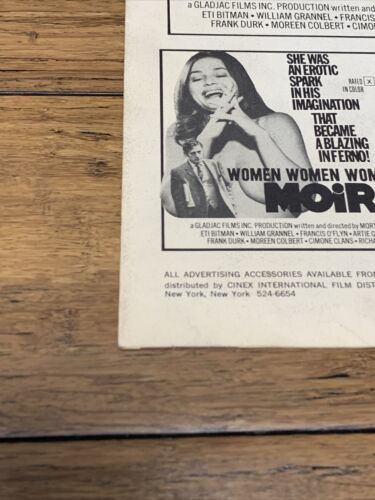 a GLADJAC FILMS INC. PRODUCTION written and
ETI BITMAN • WILLIAM GRANNEL • FRANCIS
FRANK DURK • MOREEN COLBERT • CIMO
SHE WAS
AN EROTIC
SPARK
IN HIS
IMAGINATION
RATED X
IN COLOR
THAT
BECAME
A BLAZING
INFERNO!
WOMEN WOMEN WOM
MOiR
a GLADJAC FILMS INC. PRODUCTION written and directed by MORT
ETI BITMAN • WILLIAM GRANNEL • FRANCIS O'FLYN • ARTIE G
FRANK DURK • MOREEN COLBERT • CIMONE CLANS • RICHA
ALL ADVERTISING ACCESSORIES AVAILABLE FROM
distributed by CINEX INTERNATIONAL FILM DIST
New York, New York 524-6654